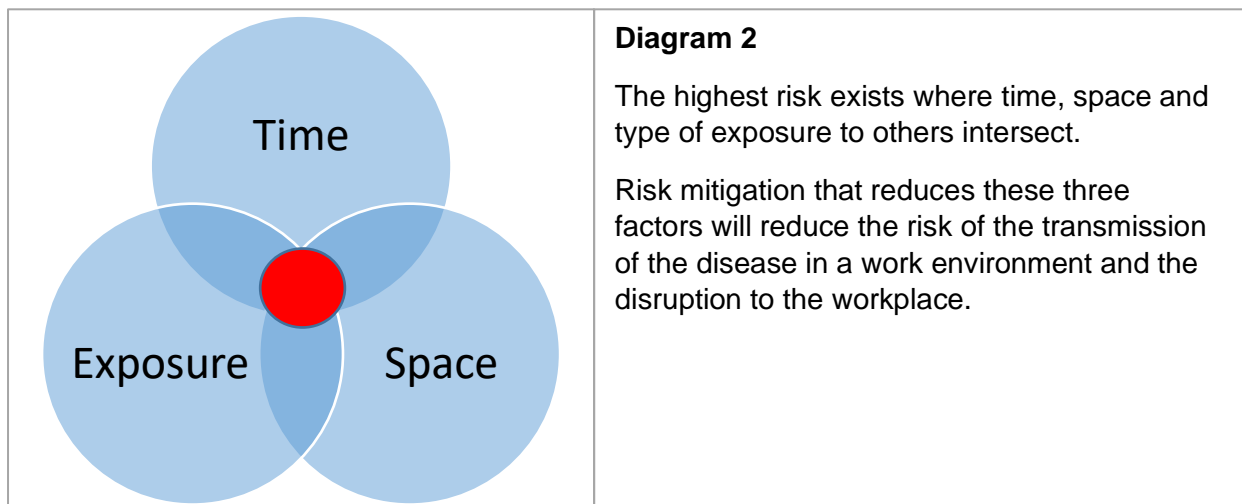 Time
Exposure
Space
Diagram 2
The highest risk exists where time, space and
type of exposure to others intersect.
Risk mitigation that reduces these three
factors will reduce the risk of the transmission
of the disease in a work environment and the
disruption to the workplace.